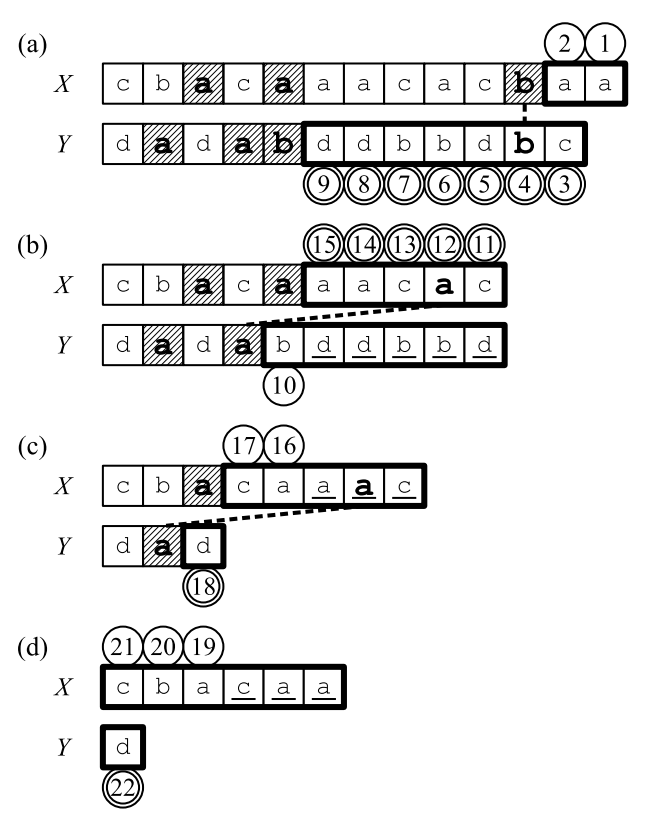 (a)
② ①
X c b a c a a a c a c b a a
Y d a d a b d d b b d b c
⑨ ⑧ ⑦ ⑥ ⑤ ④ ③
(b)
⑮ ⑭ ⑬ ⑫ ⑪
X c b a c a a a c a c
Y d a d a b d d b b d
⑩
(c)
⑰ ⑯
X c b a c a a a c
Y d a d
⑱
(d)
㉑ ⑳ ⑲
X c b a c a a
Y d
㉒